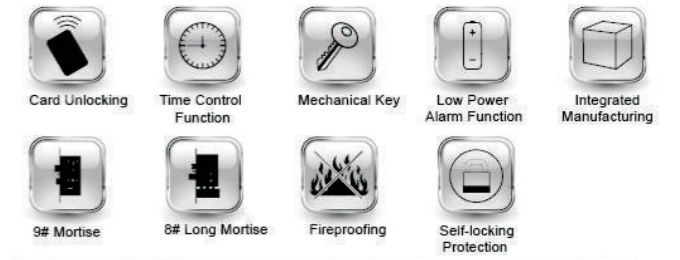 Card Unlocking
Time Control
Function
Mechanical Key
Low Power
Alarm Function
Integrated
Manufacturing
9# Mortise
8# Long Mortise
Fireproofing
Self-locking
Protection